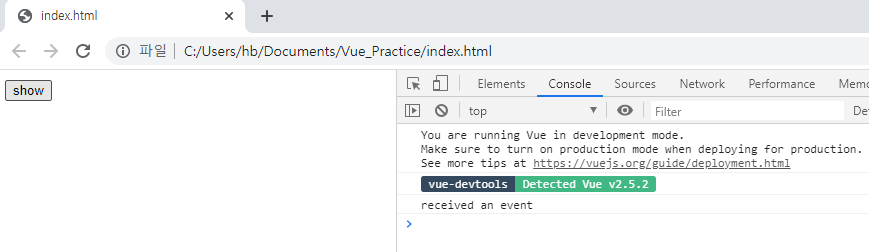 index.html
파일 C:/Users/hb/Documents/Vue_Practice/index.html
show
Elements Console Sources Network Performance Memo
top Filter De
You are running Vue in development mode.
Make sure to turn on production mode when deploying for production.
See more tips at https://vuejs.org/guide/deployment.html
vue-devtools Detected Vue v2.5.2
received an event